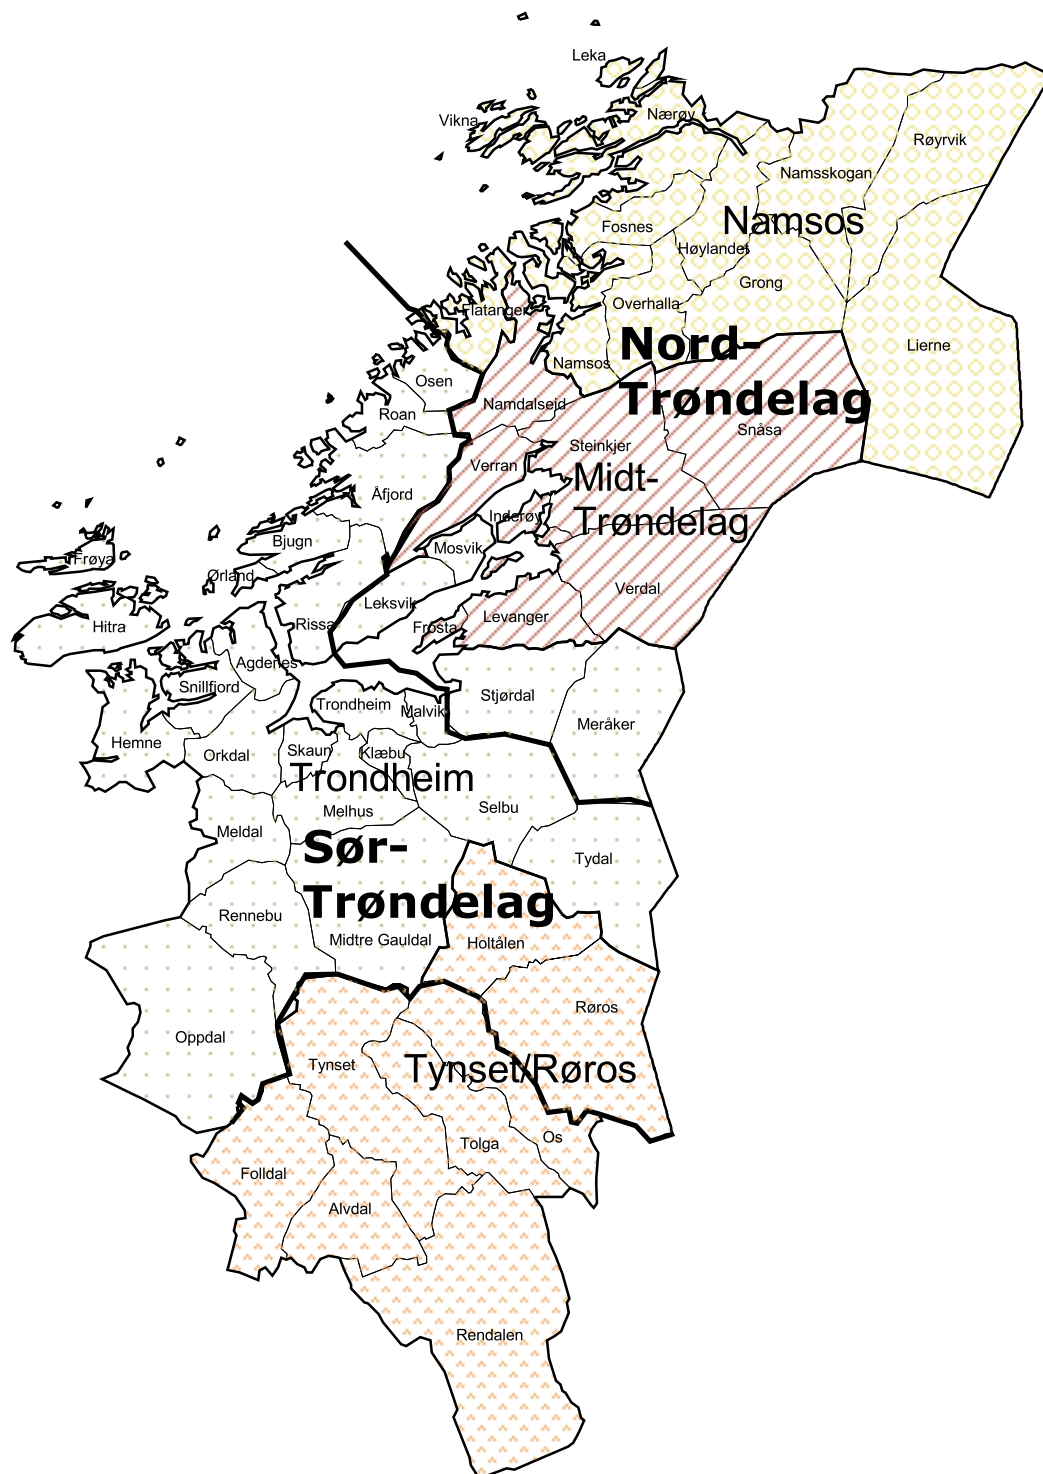 Leka
Vikna
Nærøy
Røyrvik
Namsskogan
Namsos
Fosnes
Høylandet
Grong
Overhalla
Flatanger
Nord-
Trøndelag
Lierne
Namsos
Osen
Namdalseid
Roan
Snåsa
Steinkjer
Verran
Midt-
Trøndelag
Åfjord
Inderøy
Bjugn
Mosvik
Frøya
Ørland
Verdal
Leksvik
Levanger
Hitra
Rissa
Frosta
Agdenes
Snillfjord
Stjørdal
Trondheim
Malvik
Meråker
Hemne
Orkdal
Skaun
Klæbu
Trondheim
Melhus
Selbu
Meldal
Sør-
Trøndelag
Tydal
Rennebu
Midtre Gauldal
Holtålen
Røros
Oppdal
Tynset
Tynset/Røros
Tolga
Os
Folldal
Alvdal
Rendalen